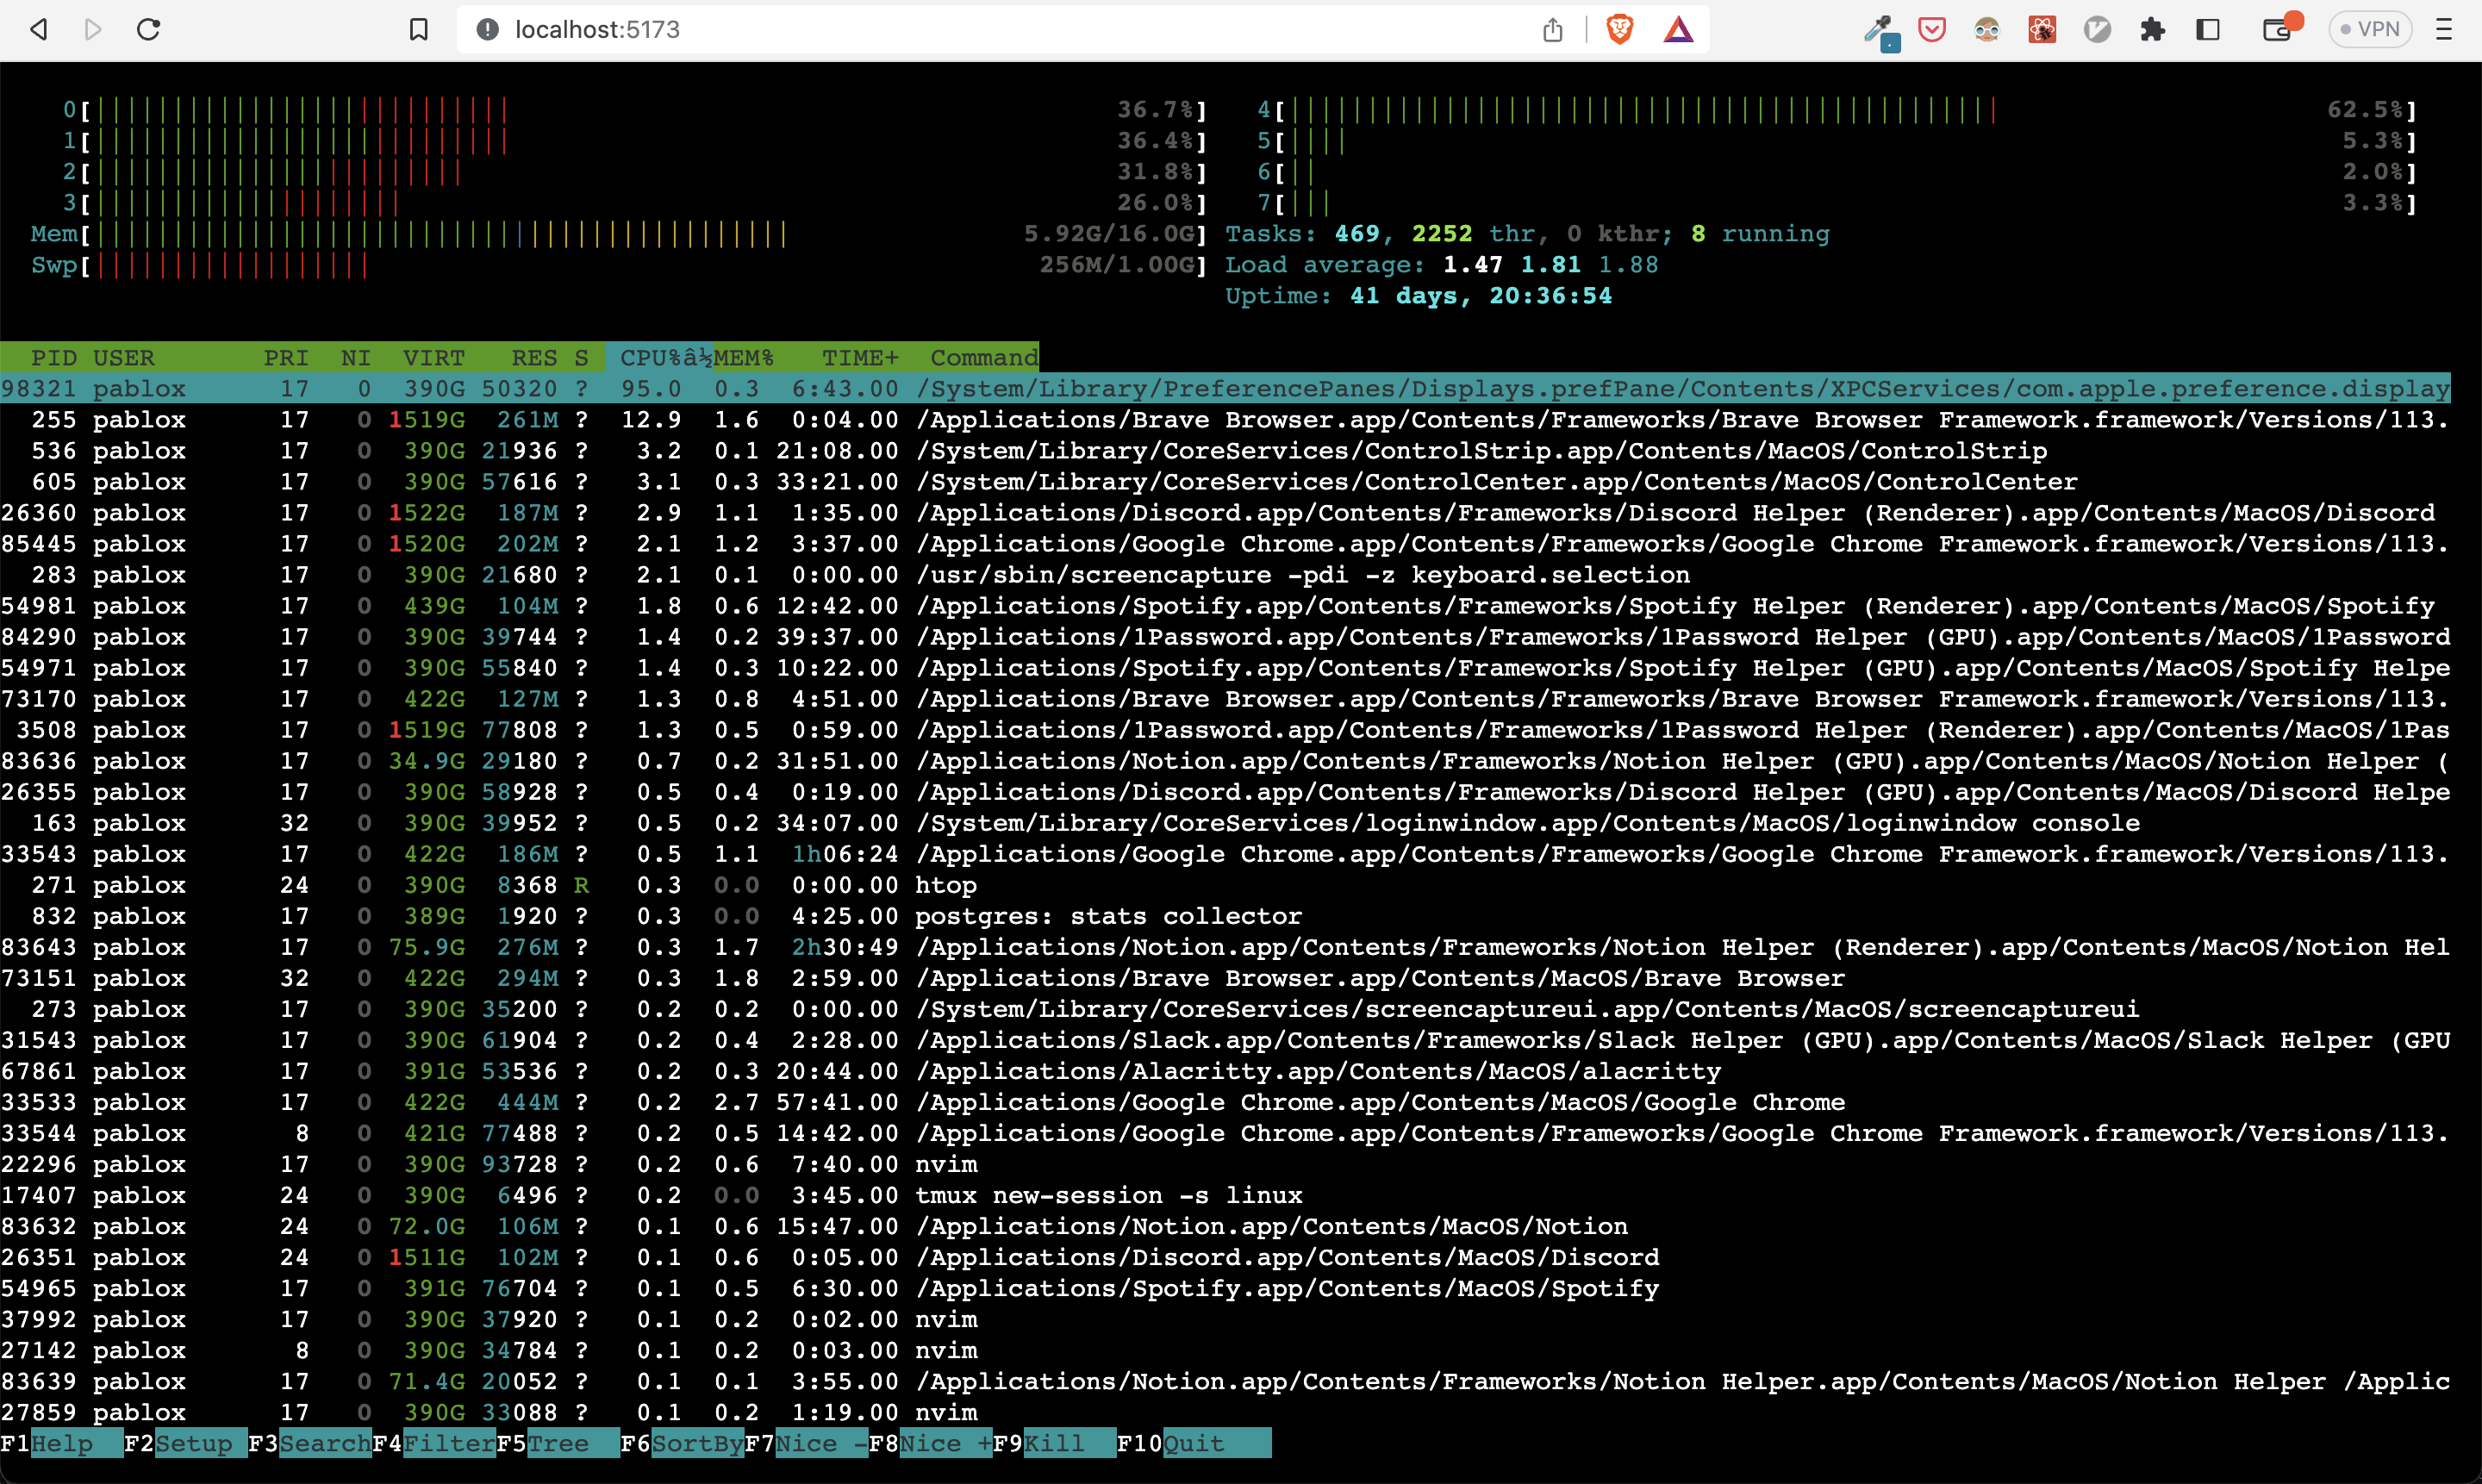 localhost:5173
VPN
0[ 36.7%] 4[ 62.5%]
1[ 36.4%] 5[ 5.3%]
2[ 31.8%] 6[ 2.0%]
3[ 26.0%] 7[ 3.3%]
Mem[ 5.92G/16.0G] Tasks: 469, 2252 thr, 0 kthr; 8 running
Swp[ 256M/1.00G] Load average: 1.47 1.81 1.88
Uptime: 41 days, 20:36:54
PID USER PRI NI VIRT RES S CPU%â½MEM% TIME+ Command
98321 pablox 17 0 390G 50320 ? 95.0 0.3 6:43.00 /System/Library/PreferencePanes/Displays.prefPane/Contents/XPCServices/com.apple.preference.display
255 pablox 17 0 1519G 261M ? 12.9 1.6 0:04.00 /Applications/Brave Browser.app/Contents/Frameworks/Brave Browser Framework.framework/Versions/113.
536 pablox 17 0 390G 21936 ? 3.2 0.1 21:08.00 /System/Library/CoreServices/ControlStrip.app/Contents/MacOS/ControlStrip
605 pablox 17 0 390G 57616 ? 3.1 0.3 33:21.00 /System/Library/CoreServices/ControlCenter.app/Contents/MacOS/ControlCenter
26360 pablox 17 0 1522G 187M ? 2.9 1.1 1:35.00 /Applications/Discord.app/Contents/Frameworks/Discord Helper (Renderer).app/Contents/MacOS/Discord
85445 pablox 17 0 1520G 202M ? 2.1 1.2 3:37.00 /Applications/Google Chrome.app/Contents/Frameworks/Google Chrome Framework.framework/Versions/113.
283 pablox 17 0 390G 21680 ? 2.1 0.1 0:00.00 /usr/sbin/screencapture -pdi -z keyboard.selection
54981 pablox 17 0 439G 104M ? 1.8 0.6 12:42.00 /Applications/Spotify.app/Contents/Frameworks/Spotify Helper (Renderer).app/Contents/MacOS/Spotify
84290 pablox 17 0 390G 39744 ? 1.4 0.2 39:37.00 /Applications/1Password.app/Contents/Frameworks/1Password Helper (GPU).app/Contents/MacOS/1Password
54971 pablox 17 0 390G 55840 ? 1.4 0.3 10:22.00 /Applications/Spotify.app/Contents/Frameworks/Spotify Helper (GPU).app/Contents/MacOS/Spotify Helpe
73170 pablox 17 0 422G 127M ? 1.3 0.8 4:51.00 /Applications/Brave Browser.app/Contents/Frameworks/Brave Browser Framework.framework/Versions/113.
3508 pablox 17 0 1519G 77808 ? 1.3 0.5 0:59.00 /Applications/1Password.app/Contents/Frameworks/1Password Helper (Renderer).app/Contents/MacOS/1Pas
83636 pablox 17 0 34.9G 29180 ? 0.7 0.2 31:51.00 /Applications/Notion.app/Contents/Frameworks/Notion Helper (GPU).app/Contents/MacOS/Notion Helper (
26355 pablox 17 0 390G 58928 ? 0.5 0.4 0:19.00 /Applications/Discord.app/Contents/Frameworks/Discord Helper (GPU).app/Contents/MacOS/Discord Helpe
163 pablox 32 0 390G 39952 ? 0.5 0.2 34:07.00 /System/Library/CoreServices/loginwindow.app/Contents/MacOS/loginwindow console
33543 pablox 17 0 422G 186M ? 0.5 1.1 1h06:24 /Applications/Google Chrome.app/Contents/Frameworks/Google Chrome Framework.framework/Versions/113.
271 pablox 24 0 390G 8368 R 0.3 0.0 0:00.00 htop
832 pablox 17 0 389G 1920 ? 0.3 0.0 4:25.00 postgres: stats collector
83643 pablox 17 0 75.9G 276M ? 0.3 1.7 2h30:49 /Applications/Notion.app/Contents/Frameworks/Notion Helper (Renderer).app/Contents/MacOS/Notion Hel
73151 pablox 32 0 422G 294M ? 0.3 1.8 2:59.00 /Applications/Brave Browser.app/Contents/MacOS/Brave Browser
273 pablox 17 0 390G 35200 ? 0.2 0.2 0:00.00 /System/Library/CoreServices/screencaptureui.app/Contents/MacOS/screencaptureui
31543 pablox 17 0 390G 61904 ? 0.2 0.4 2:28.00 /Applications/Slack.app/Contents/Frameworks/Slack Helper (GPU).app/Contents/MacOS/Slack Helper (GPU
67861 pablox 17 0 391G 53536 ? 0.2 0.3 20:44.00 /Applications/Alacritty.app/Contents/MacOS/alacritty
33533 pablox 17 0 422G 444M ? 0.2 2.7 57:41.00 /Applications/Google Chrome.app/Contents/MacOS/Google Chrome
33544 pablox 8 0 421G 77488 ? 0.2 0.5 14:42.00 /Applications/Google Chrome.app/Contents/Frameworks/Google Chrome Framework.framework/Versions/113.
22296 pablox 17 0 390G 93728 ? 0.2 0.6 7:40.00 nvim
17407 pablox 24 0 390G 6496 ? 0.2 0.0 3:45.00 tmux new-session -s linux
83632 pablox 24 0 72.0G 106M ? 0.1 0.6 15:47.00 /Applications/Notion.app/Contents/MacOS/Notion
26351 pablox 24 0 1511G 102M ? 0.1 0.6 0:05.00 /Applications/Discord.app/Contents/MacOS/Discord
54965 pablox 17 0 391G 76704 ? 0.1 0.5 6:30.00 /Applications/Spotify.app/Contents/MacOS/Spotify
37992 pablox 17 0 390G 37920 ? 0.1 0.2 0:02.00 nvim
27142 pablox 8 0 390G 34784 ? 0.1 0.2 0:03.00 nvim
83639 pablox 17 0 71.4G 20052 ? 0.1 0.1 3:55.00 /Applications/Notion.app/Contents/Frameworks/Notion Helper.app/Contents/MacOS/Notion Helper /Applic
27859 pablox 17 0 390G 33088 ? 0.1 0.2 1:19.00 nvim
F1Help F2Setup F3SearchF4FilterF5Tree F6SortByF7Nice -F8Nice +F9Kill F10Quit